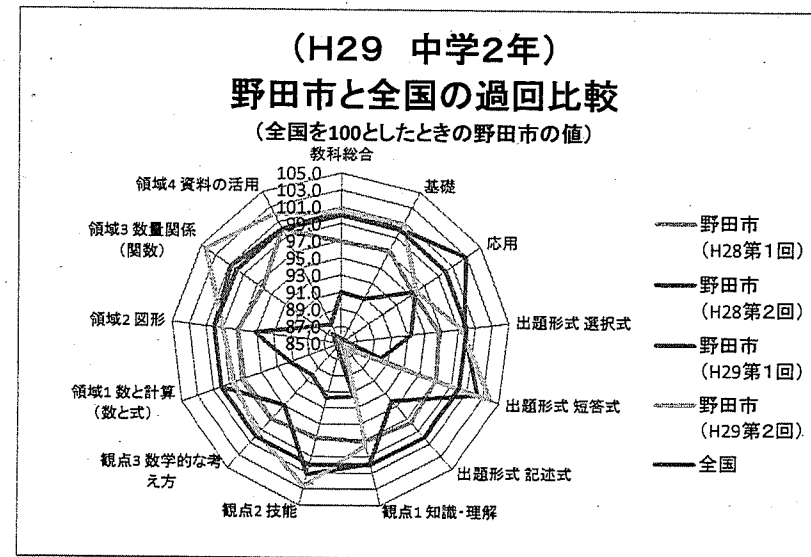 (H29 中学2年)
野田市と全国の過回比較
(全国を100としたときの野田市の値)
教科総合
基礎
応用
出題形式 選択式
出題形式 短答式
出題形式 記述式
観点1 知識・理解
観点2 技能
観点3 数学的な考
え方
領域1 数と計算
(数と式)
領域2 図形
領域3 数量関係
(関数)
領域4 資料の活用
105.0
103.0
101.0
99.0
97.0
95.0
93.0
91.0
89.0
87.0
85.0
野田市
(H28第1回)
野田市
(H28第2回)
野田市
(H29第1回)
野田市
(H29第2回)
全国